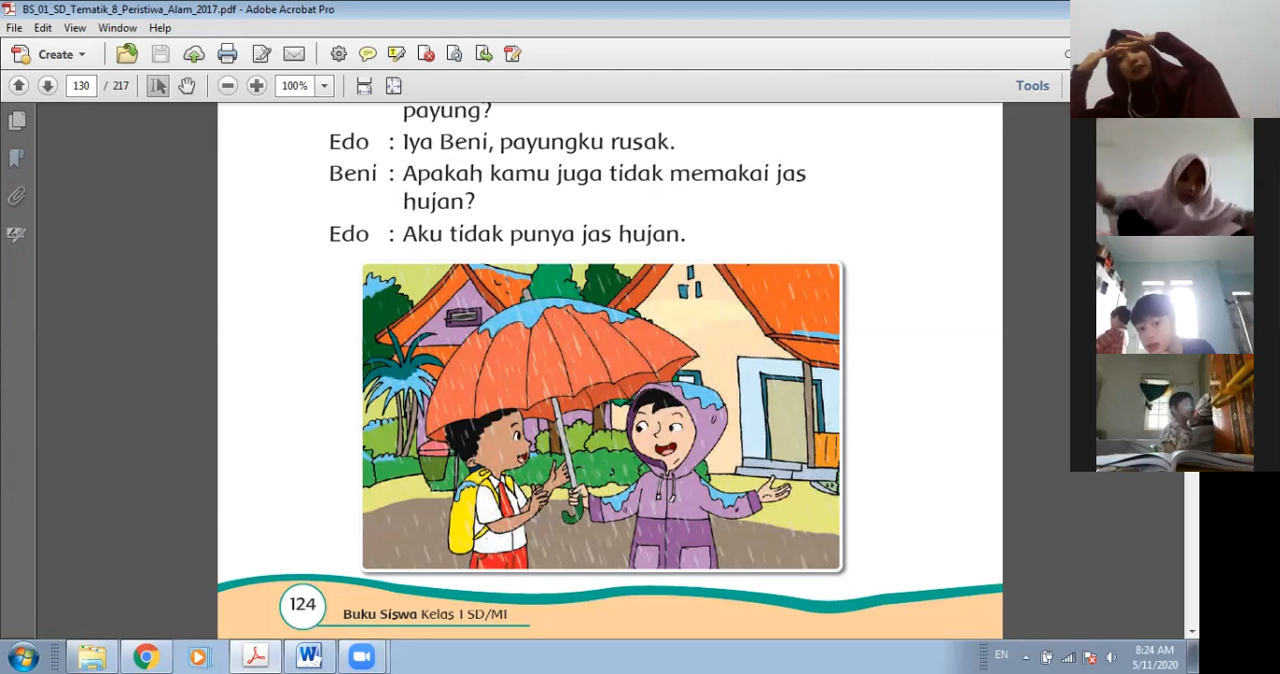 BS_01_SD_Tematik_8_Peristiwa_Alam_2017.pdf - Adobe Acrobat Pro
File Edit View Window Help
Create
130 / 217
100%
Tools
payung?
Edo : Iya Beni, payungku rusak.
Beni : Apakah kamu juga tidak memakai jas
hujan?
Edo : Aku tidak punya jas hujan.
124
Buku Siswa Kelas I SD/MI
EN
8:24 AM
5/11/2020